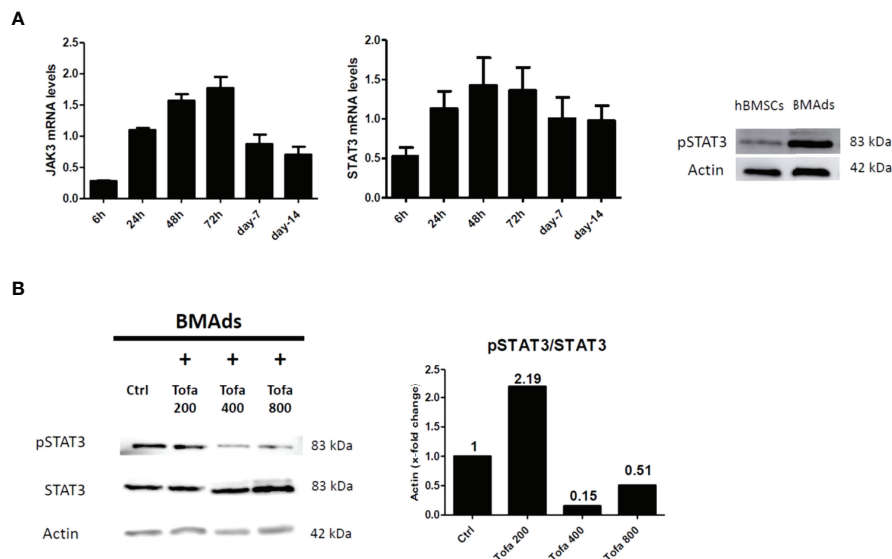 A
JAK3 mRNA levels
2.5
2.0
1.5
1.0
0.5
0.0
6h
24h
48h
72h
day-7
day-14
STAT3 mRNA levels
2.0
1.5
1.0
0.5
0.0
6h
24h
48h
72h
day-7
day-14
hBMSCs BMAds
pSTAT3 83 kDa
Actin 42 kDa
B
BMAds
+ + +
Ctrl Tofa Tofa Tofa
200 400 800
pSTAT3 83 kDa
STAT3 83 kDa
Actin 42 kDa
pSTAT3/STAT3
Actin (x-fold change)
2.5
2.0
1.5
1.0
0.5
0.0
1
2.19
0.15
0.51
Ctrl
Tofa 200
Tofa 400
Tofa 800